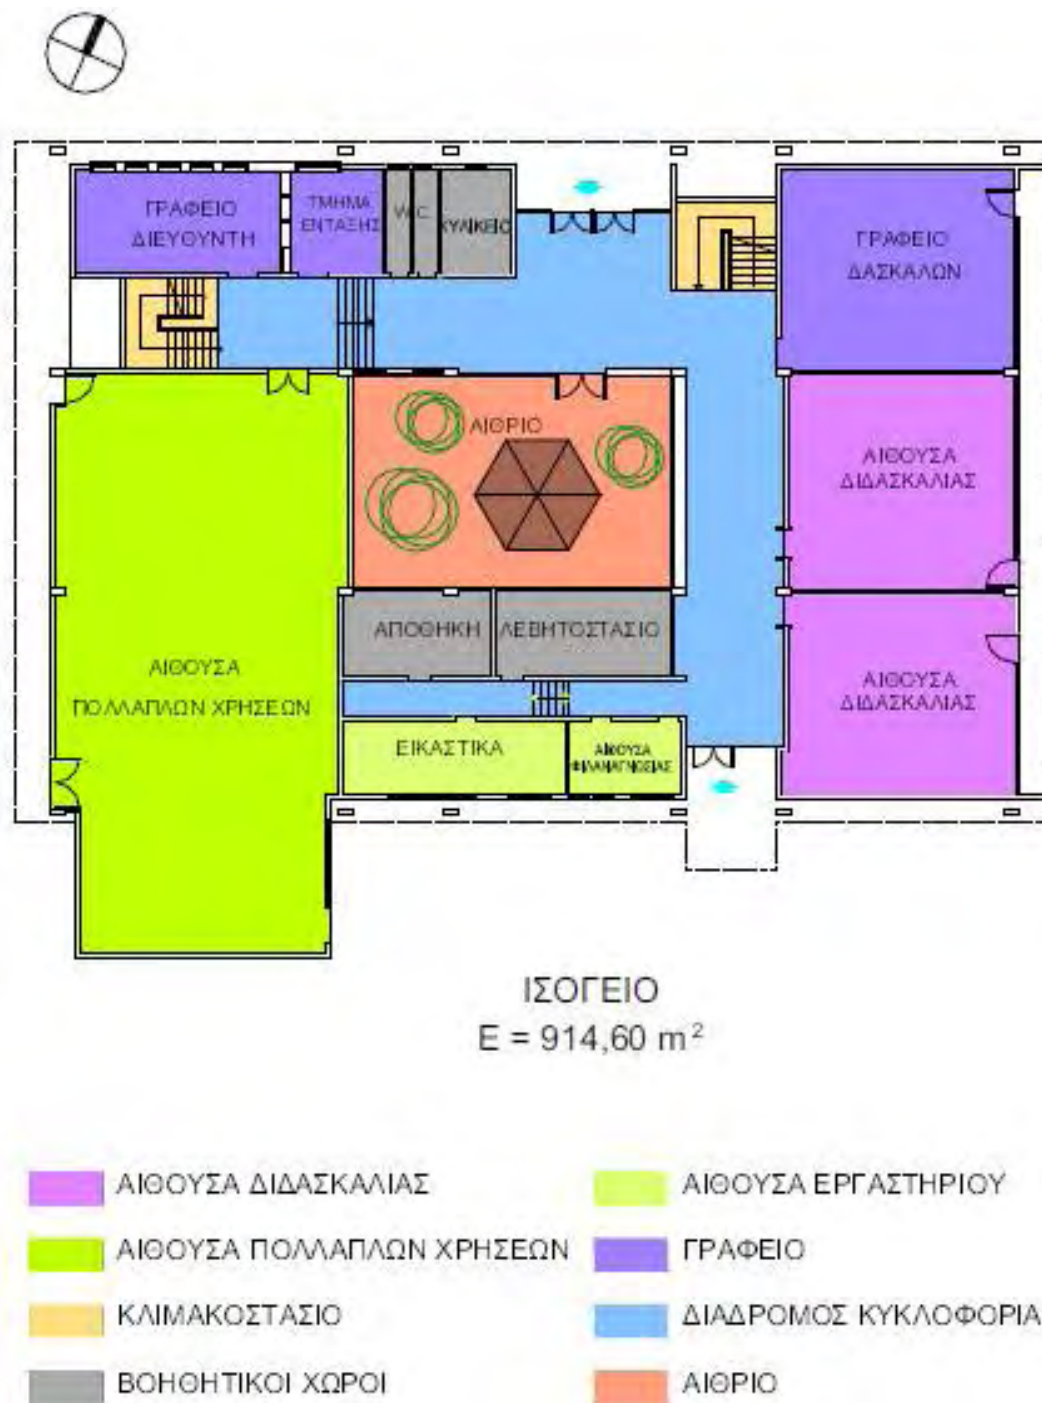 ΓΡΑΦΕΙΟ
ΔΙΕΥΘΥΝΤΗ
ΤΜΗΜΑ
ΕΝΤΑΞΗΣ
W.C.
ΚΥΛΙΚΕΙΟ
ΓΡΑΦΕΙΟ
ΔΑΣΚΑΛΩΝ
ΑΙΘΡΙΟ
ΑΙΘΟΥΣΑ
ΔΙΔΑΣΚΑΛΙΑΣ
ΑΠΟΘΗΚΗ
ΛΕΒΗΤΟΣΤΑΣΙΟ
ΑΙΘΟΥΣΑ
ΠΟΛΛΑΠΛΩΝ ΧΡΗΣΕΩΝ
ΑΙΘΟΥΣΑ
ΔΙΔΑΣΚΑΛΙΑΣ
ΕΙΚΑΣΤΙΚΑ
ΑΙΘΟΥΣΑ
ΦΙΛΑΝΑΓΝΩΣΙΑΣ
ΙΣΟΓΕΙΟ
Ε = 914,60 m²
ΑΙΘΟΥΣΑ ΔΙΔΑΣΚΑΛΙΑΣ
ΑΙΘΟΥΣΑ ΠΟΛΛΑΠΛΩΝ ΧΡΗΣΕΩΝ
ΚΛΙΜΑΚΟΣΤΑΣΙΟ
ΒΟΗΘΗΤΙΚΟΙ ΧΩΡΟΙ
ΑΙΘΟΥΣΑ ΕΡΓΑΣΤΗΡΙΟΥ
ΓΡΑΦΕΙΟ
ΔΙΑΔΡΟΜΟΣ ΚΥΚΛΟΦΟΡΙΑ
ΑΙΘΡΙΟ